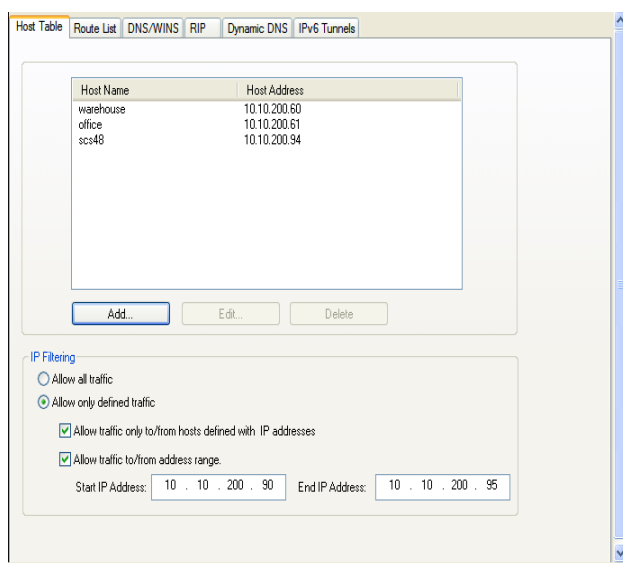 Host Table Route List DNS/WINS RIP Dynamic DNS IPv6 Tunnels
Host Name Host Address
warehouse 10.10.200.60
office 10.10.200.61
scs48 10.10.200.94
Add... Edit... Delete
IP Filtering
Allow all traffic
Allow only defined traffic
Allow traffic only to/from hosts defined with IP addresses
Allow traffic to/from address range.
Start IP Address: 10 . 10 . 200 . 90 End IP Address: 10 . 10 . 200 . 95